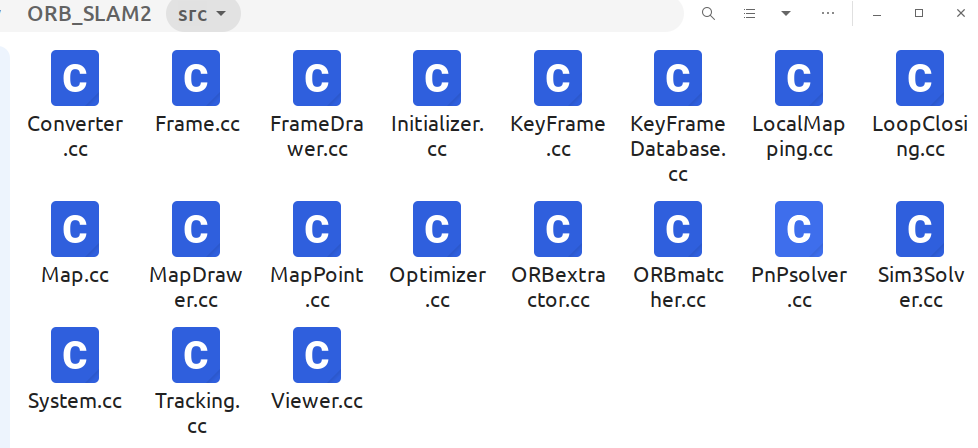 ORB_SLAM2 src
C C C C C C C C
Converter Frame.cc FrameDra Initializer. KeyFrame KeyFrame LocalMap LoopClosi
.cc wer.cc cc .cc Database. pping.cc ng.cc
cc
C C C C C C C C
Map.cc MapDraw MapPoint Optimizer ORBextra ORBmatc PnPsolver Sim3Solv
er.cc .cc .cc ctor.cc her.cc .cc er.cc
C C C
System.cc Tracking. Viewer.cc
cc